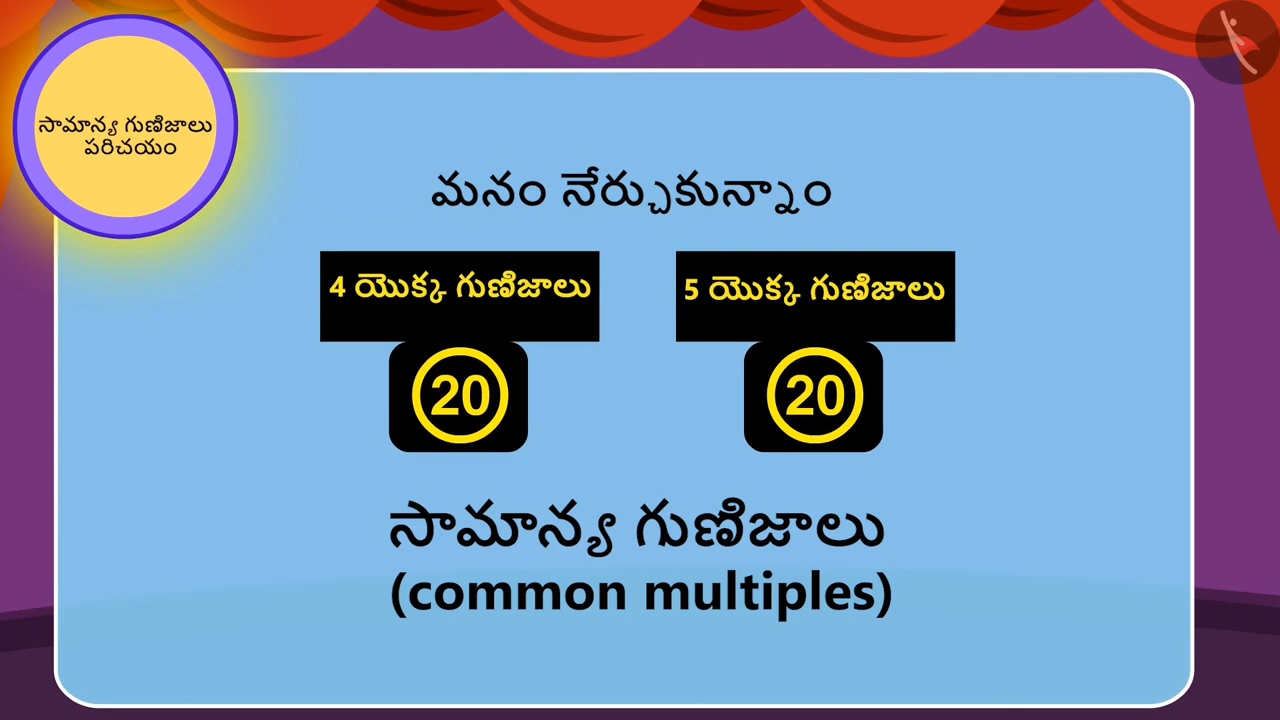 సామాన్య గుణిజాలు
పరిచయం
మనం నేర్చుకున్నాం
4 యొక్క గుణిజాలు
5 యొక్క గుణిజాలు
20
20
సామాన్య గుణిజాలు
(common multiples)